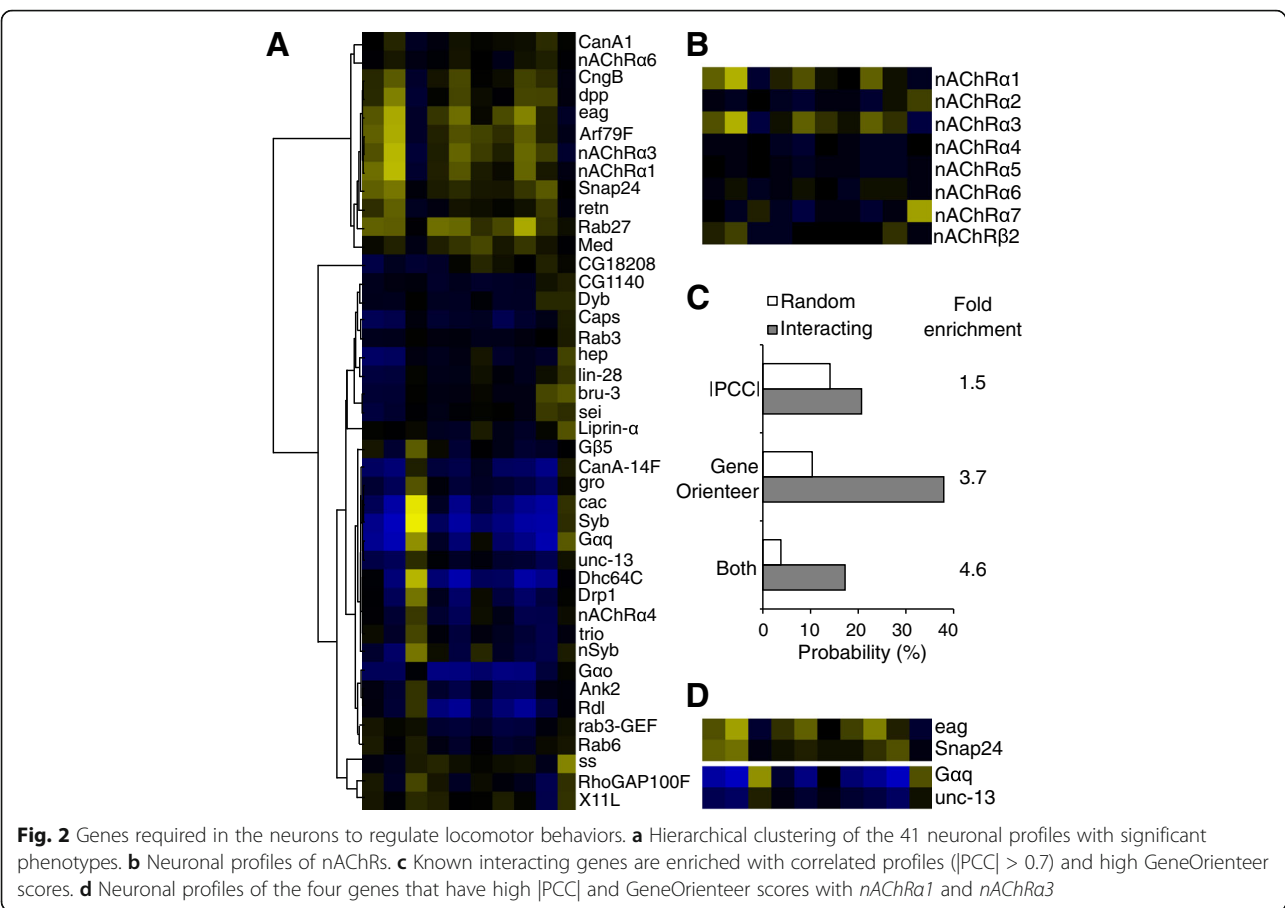 A
CanA1
nAChRα6
CngB
dpp
eag
Arf79F
nAChRα3
nAChRα1
Snap24
retn
Rab27
Med
CG18208
CG1140
Dyb
Caps
Rab3
hep
lin-28
bru-3
sei
Liprin-α
Gβ5
CanA-14F
gro
cac
Syb
Gαq
unc-13
Dhc64C
Drp1
nAChRα4
trio
nSyb
Gαo
Ank2
Rdl
rab3-GEF
Rab6
ss
RhoGAP100F
X11L
B
nAChRα1
nAChRα2
nAChRα3
nAChRα4
nAChRα5
nAChRα6
nAChRα7
nAChRβ2
C
Random
Interacting
Fold
enrichment
|PCC|
1.5
Gene
Orienteer
3.7
Both
4.6
0 10 20 30 40
Probability (%)
D
eag
Snap24
Gαq
unc-13
Fig. 2 Genes required in the neurons to regulate locomotor behaviors. a Hierarchical clustering of the 41 neuronal profiles with significant
phenotypes. b Neuronal profiles of nAChRs. c Known interacting genes are enriched with correlated profiles (|PCC| > 0.7) and high GeneOrienteer
scores. d Neuronal profiles of the four genes that have high |PCC| and GeneOrienteer scores with nAChRα1 and nAChRα3